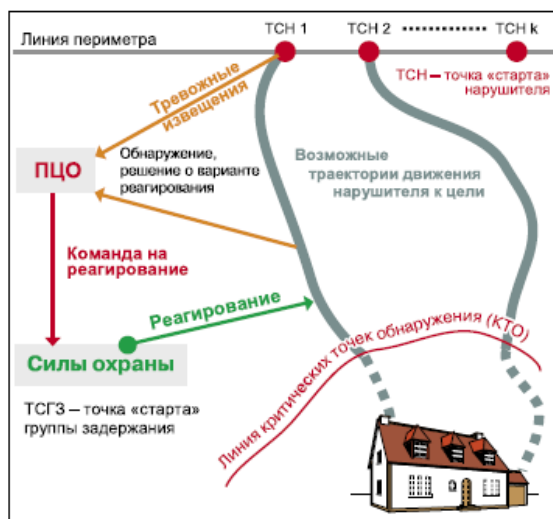 Линия периметра
ТСН 1
ТСН 2
ТСН k
ТСН – точка «старта»
нарушителя
Тревожные
извещения
Обнаружение,
решение о варианте
реагирования
ПЦО
Возможные
траектории движения
нарушителя к цели
Команда на
реагирование
Реагирование
Силы охраны
ТСГЗ – точка «старта»
группы задержания
Линия критических точек обнаружения (КТО)